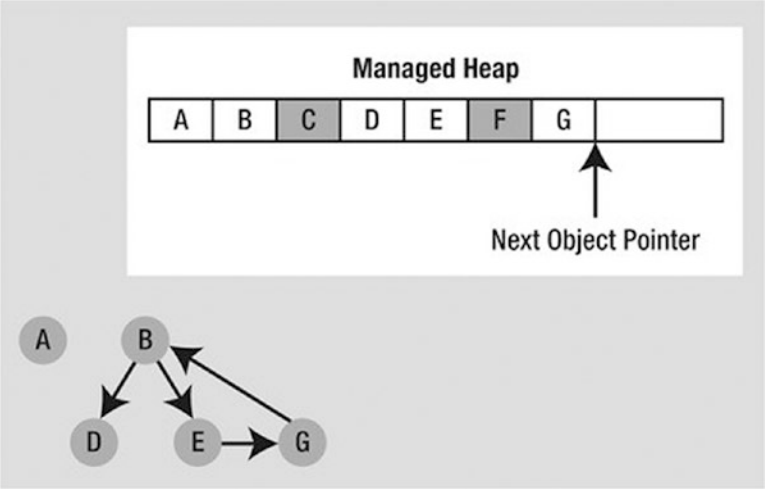 Managed Heap
A B C D E F G
Next Object Pointer
A B
D E G